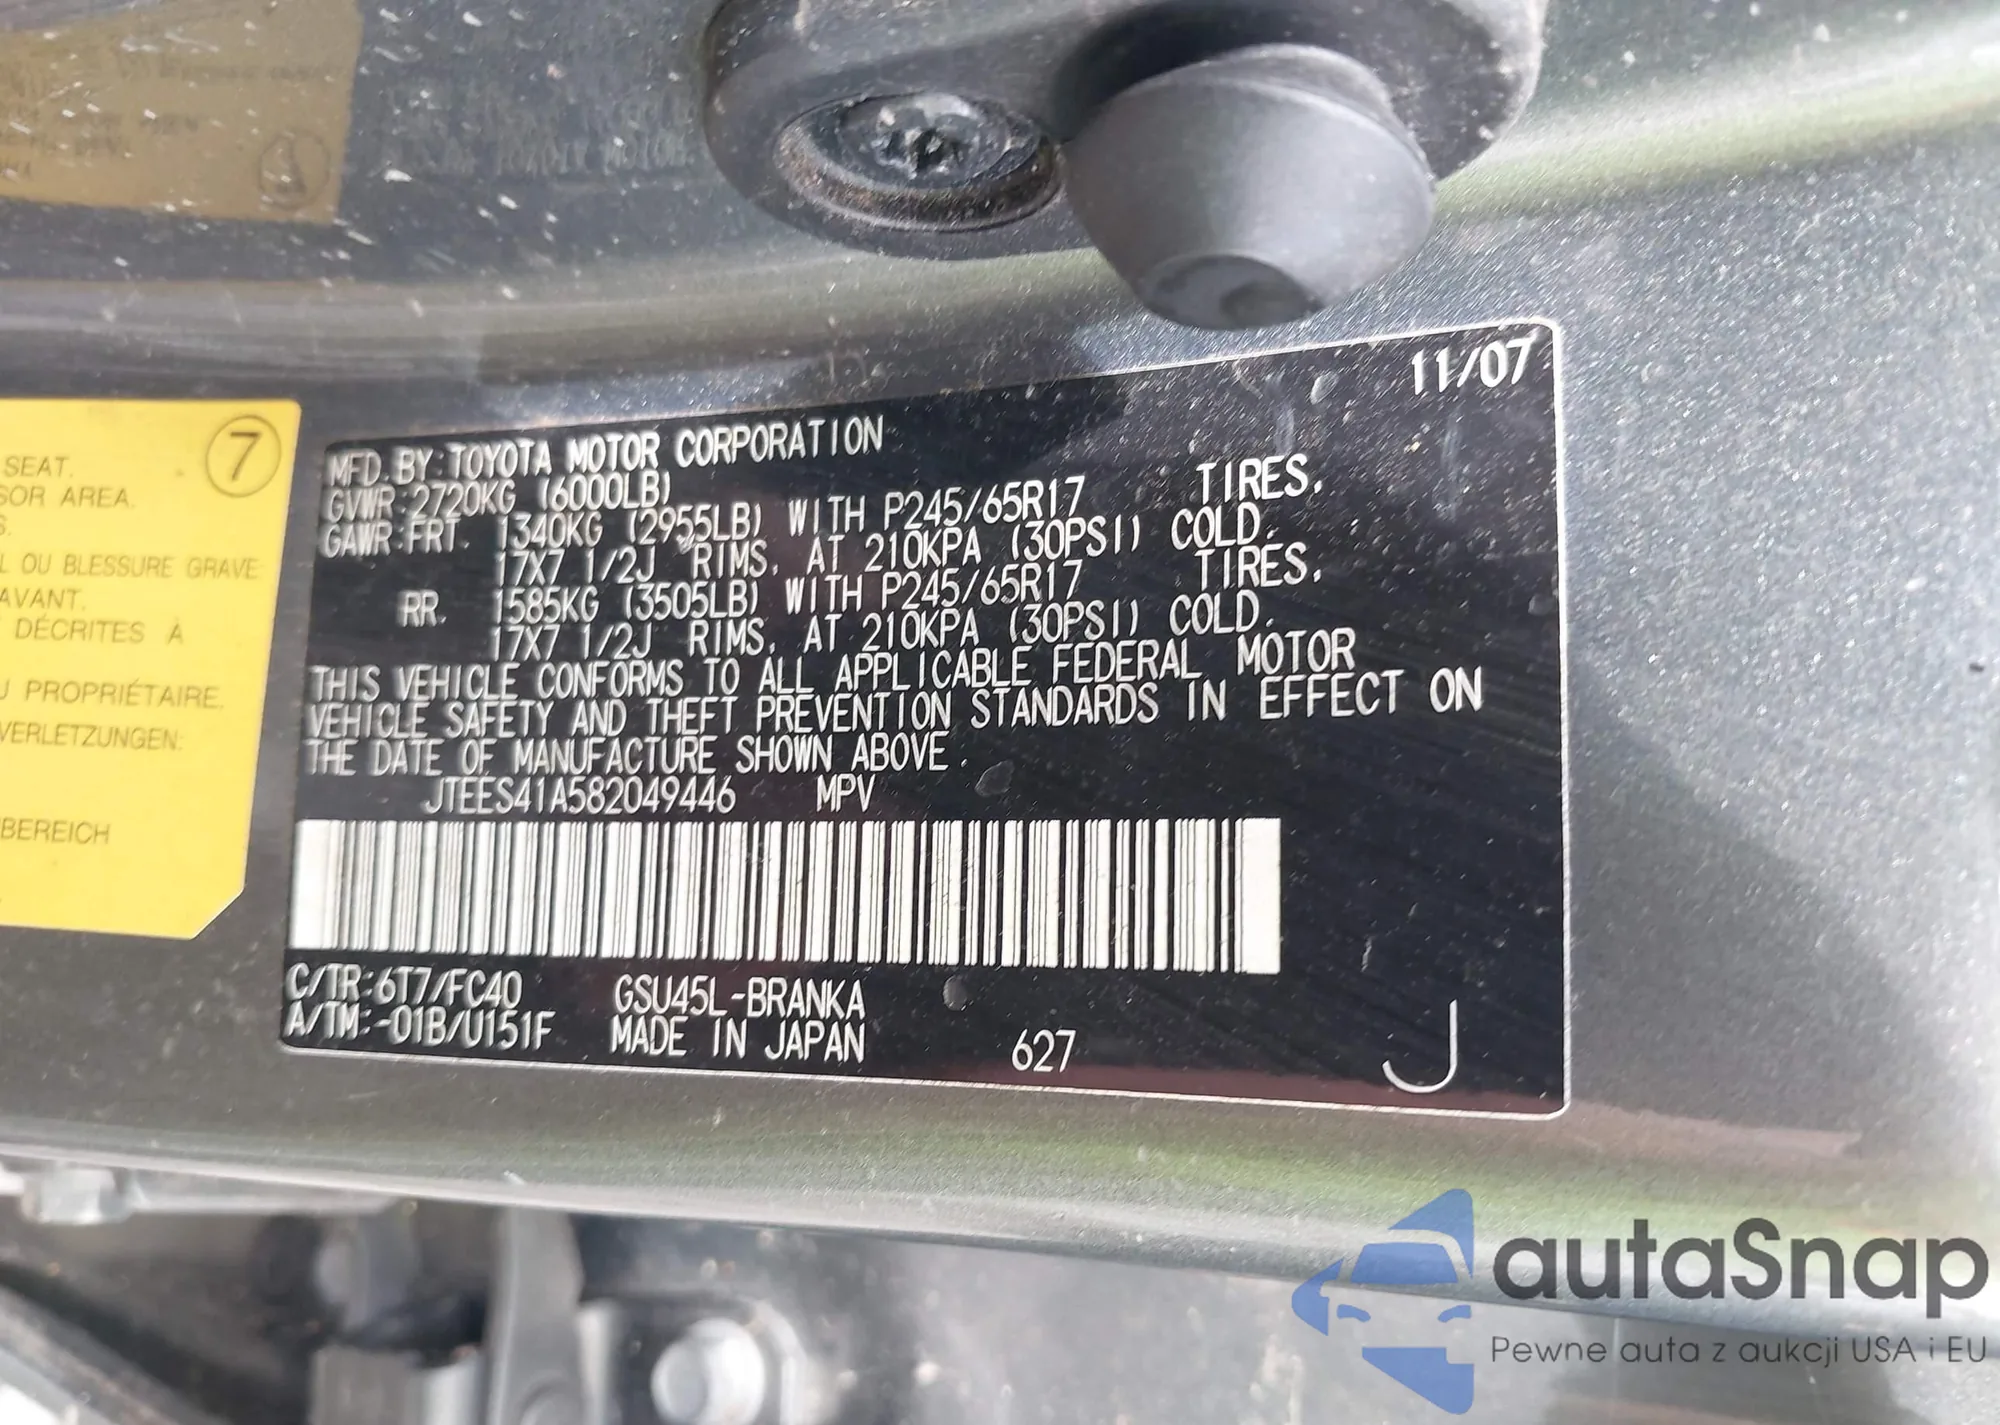 11/07
MFD. BY: TOYOTA MOTOR CORPORATION
GVWR: 2720KG (6000LB)
GAWR: FRT. 1340KG (2955LB) WITH P245/65R17 TIRES,
17X7 1/2J RIMS, AT 210KPA (30PSI) COLD.
RR. 1585KG (3505LB) WITH P245/65R17 TIRES,
17X7 1/2J RIMS, AT 210KPA (30PSI) COLD.
THIS VEHICLE CONFORMS TO ALL APPLICABLE FEDERAL MOTOR
VEHICLE SAFETY AND THEFT PREVENTION STANDARDS IN EFFECT ON
THE DATE OF MANUFACTURE SHOWN ABOVE.
JTEES41A582049446 MPV
C/TR: 6T7/FC40 GSU45L-BRANKA
A/TM: -01B/U151F MADE IN JAPAN 627 J
7
SEAT.
SOR AREA.
S.
L OU BLESSURE GRAVE
AVANT.
DÉCRITES À
U PROPRIÉTAIRE.
VERLETZUNGEN:
BEREICH
autaSnap
Pewne auta z aukcji USA i EU